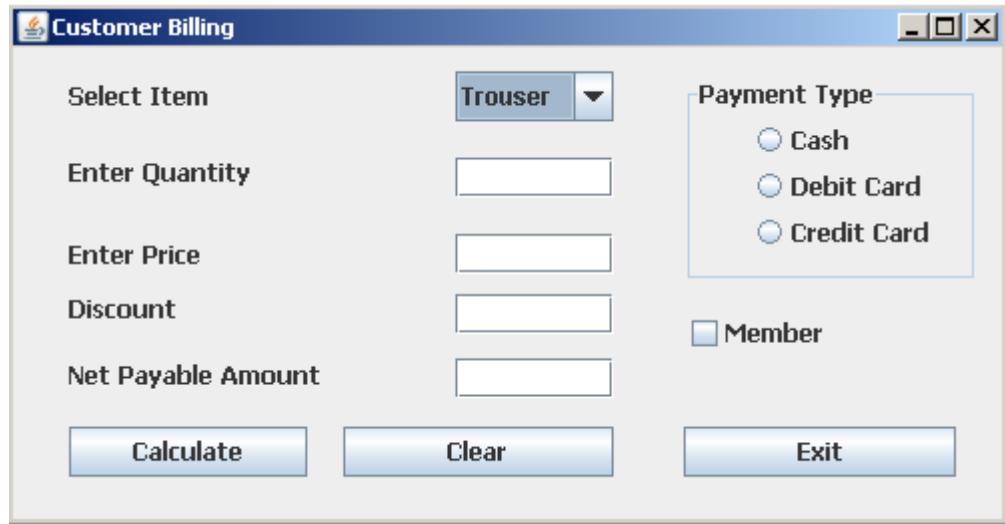 Customer Billing
Select Item
Trouser
Payment Type
Cash
Enter Quantity
Debit Card
Credit Card
Enter Price
Discount
Member
Net Payable Amount
Calculate
Clear
Exit